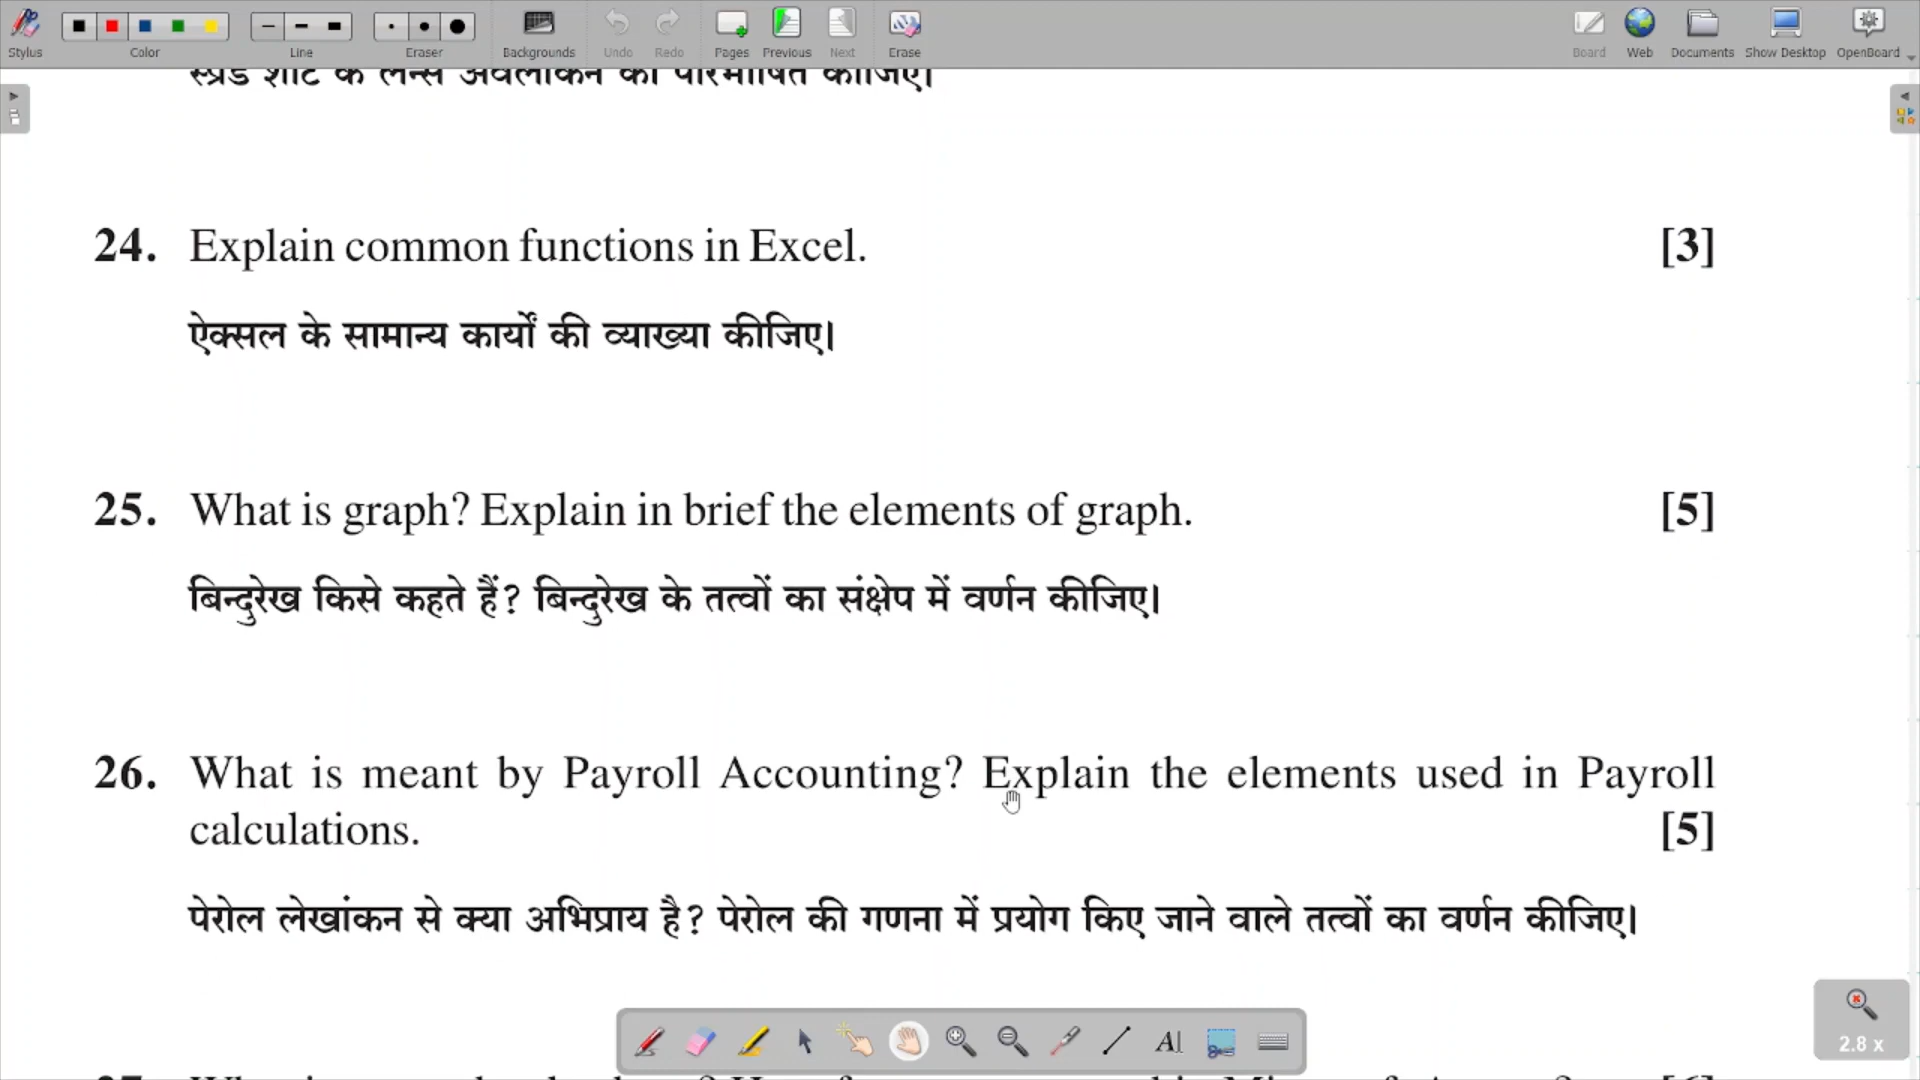 Stylus
Color
Line
Eraser
Backgrounds
Undo
Redo
Pages
Previous
Next
Erase
Board
Web
Documents
Show Desktop
OpenBoard
स्प्रेड शीट के लेन्स अवलोकन को परिभाषित कीजिए।
24. Explain common functions in Excel. [3]
ऐक्सल के सामान्य कार्यों की व्याख्या कीजिए।
25. What is graph? Explain in brief the elements of graph. [5]
बिन्दुरेख किसे कहते हैं? बिन्दुरेख के तत्वों का संक्षेप में वर्णन कीजिए।
26. What is meant by Payroll Accounting? Explain the elements used in Payroll
calculations. [5]
पेरोल लेखांकन से क्या अभिप्राय है? पेरोल की गणना में प्रयोग किए जाने वाले तत्वों का वर्णन कीजिए।
2.8 x